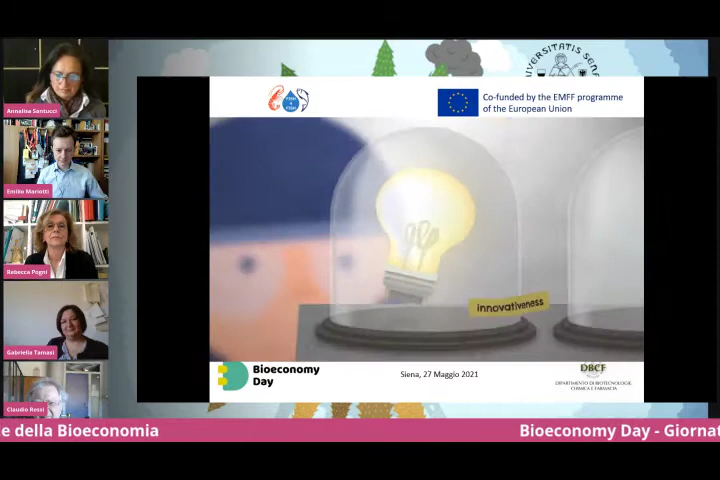 Annalisa Santucci
Emilio Mariotti
Rebecca Pogni
Gabriella Tamasi
Claudio Rossi
Co-funded by the EMFF programme
of the European Union
innovativeness
Bioeconomy
Day
Siena, 27 Maggio 2021
DBCF
DIPARTIMENTO DI BIOTECNOLOGIE,
CHIMICA E FARMACIA
e della Bioeconomia
Bioeconomy Day - Giornat